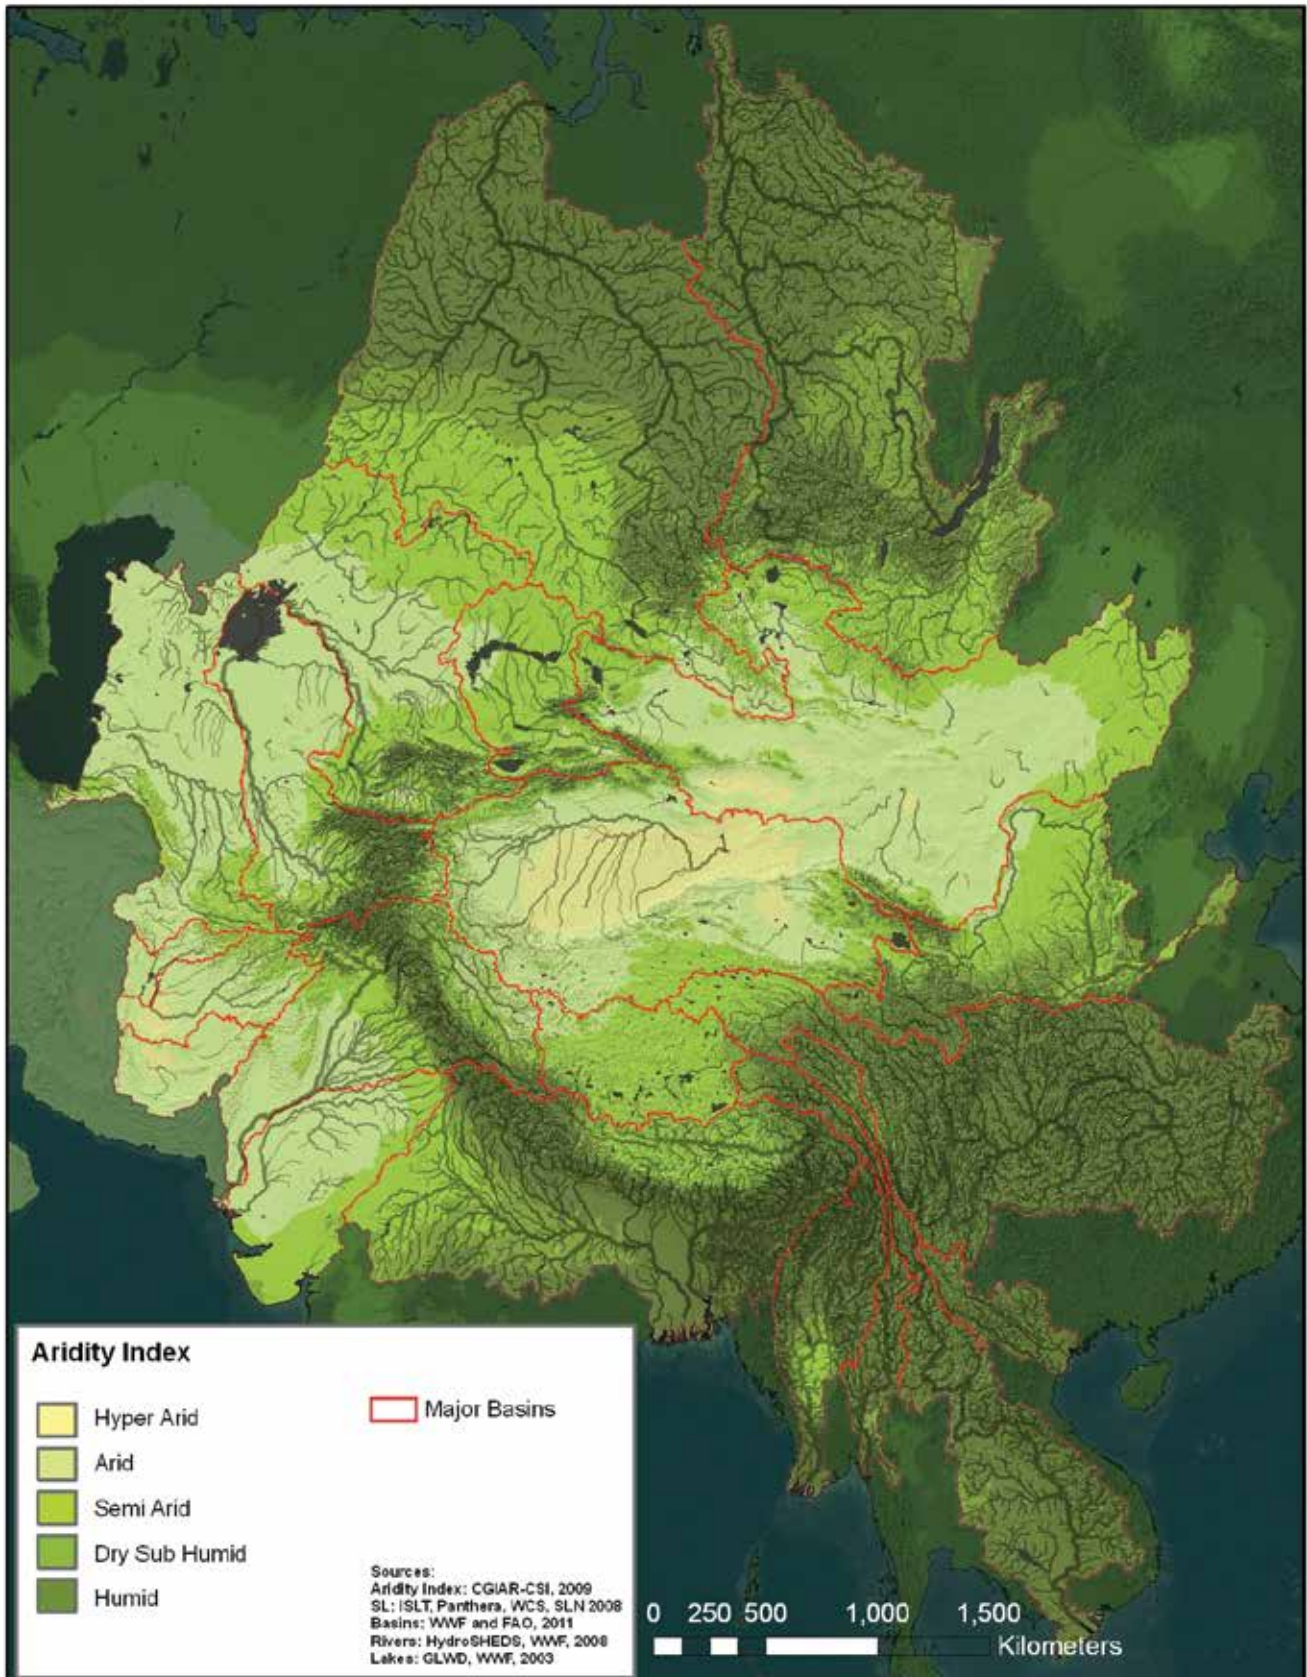 Aridity Index
Hyper Arid
Arid
Semi Arid
Dry Sub Humid
Humid
Major Basins
Sources:
Aridity Index: CGIAR-CSI, 2009
SL: ISLT, Panthera, WCS, SLN 2008
Basins: WWF and FAO, 2011
Rivers: HydroSHEDS, WWF, 2008
Lakes: GLWD, WWF, 2003
0 250 500 1,000 1,500
Kilometers